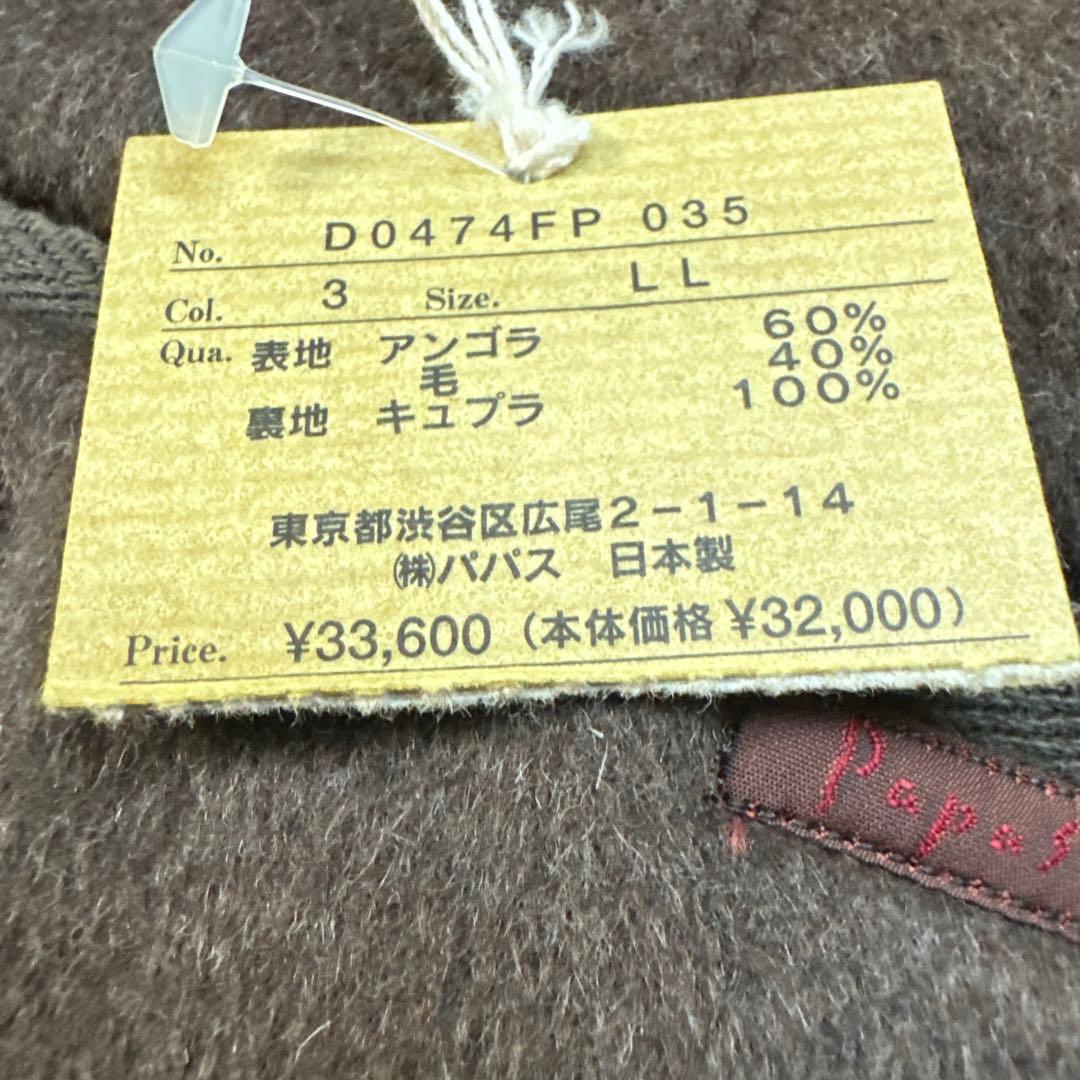 No. D0474FP 035
Col. 3 Size. LL
Qua. 表地 アンゴラ 60%
毛 40%
裏地 キュプラ 100%
東京都渋谷区広尾2-1-14
㈱パパス 日本製
Price. ¥33,600（本体価格 ¥32,000）
Papas